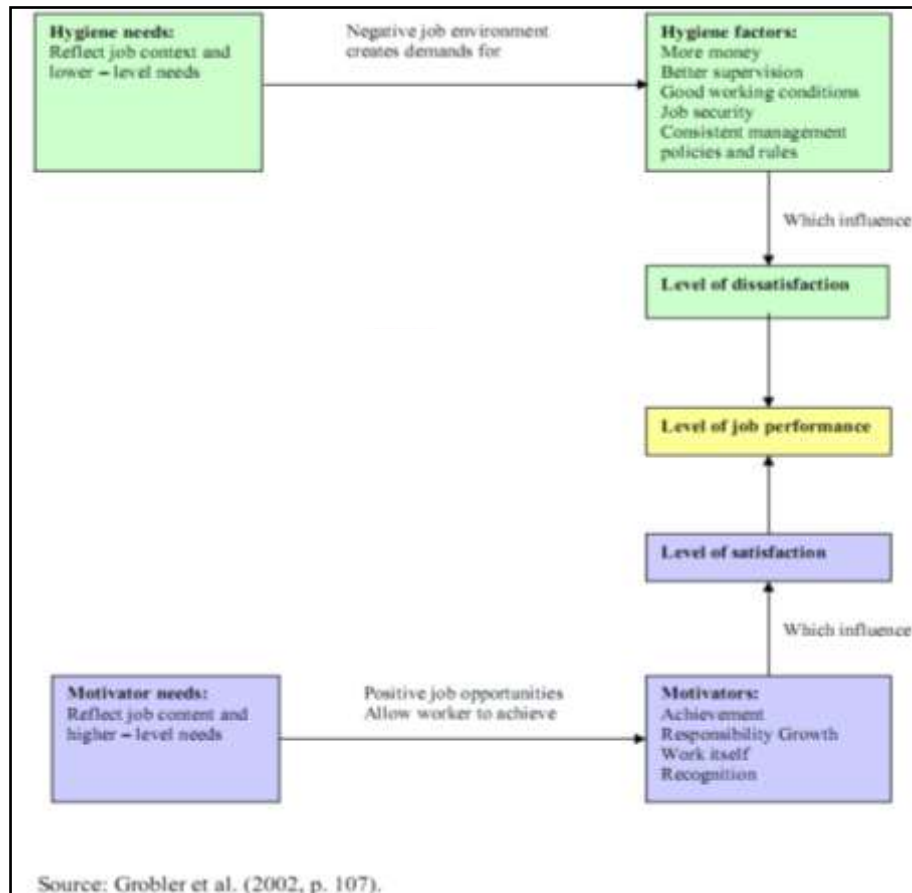 Hygiene needs:
Reflect job context and
lower – level needs
Negative job environment
creates demands for
Hygiene factors:
More money
Better supervision
Good working conditions
Job security
Consistent management
policies and rules
Which influence
Level of dissatisfaction
Level of job performance
Level of satisfaction
Which influence
Motivator needs:
Reflect job content and
higher – level needs
Positive job opportunities
Allow worker to achieve
Motivators:
Achievement
Responsibility Growth
Work itself
Recognition
Source: Grobler et al. (2002, p. 107).